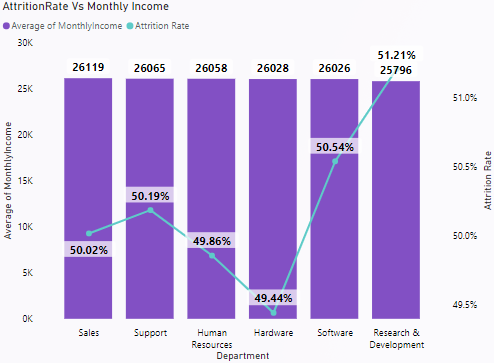 AttritionRate Vs Monthly Income
Average of MonthlyIncome Attrition Rate
Average of MonthlyIncome
30K
25K
20K
15K
10K
5K
0K
26119 26065 26058 26028 26026 25796
50.02% 50.19% 49.86% 49.44% 50.54% 51.21%
51.0%
50.5%
50.0%
49.5%
Attrition Rate
Sales Support Human Resources Hardware Software Research & Development
Department